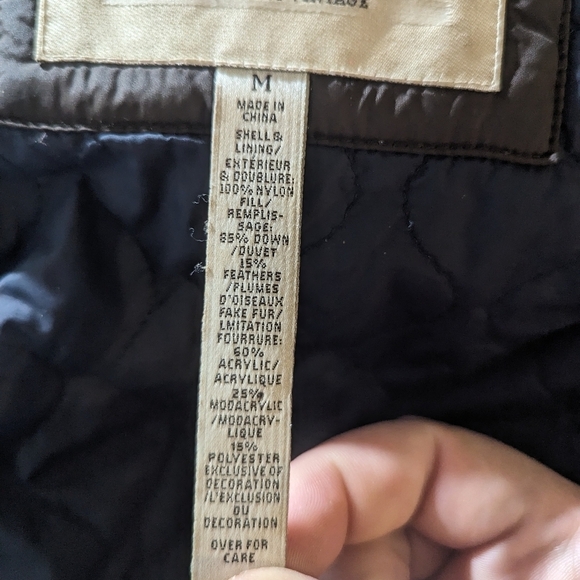 M
MADE IN
CHINA
SHELL &
LINING/
EXTÉRIEUR
& DOUBLURE:
100% NYLON
FILL/
REMPLIS-
SAGE:
85% DOWN
/DUVET
15%
FEATHERS
/PLUMES
D'OISEAUX
FAKE FUR/
LMITATION
FOURRURE:
60%
ACRYLIC/
ACRYLIQUE
25%
MODACRYLIC
/MODACRY-
LIQUE
15%
POLYESTER
EXCLUSIVE OF
DECORATION
/L'EXCLUSION
DU
DECORATION
OVER FOR
CARE